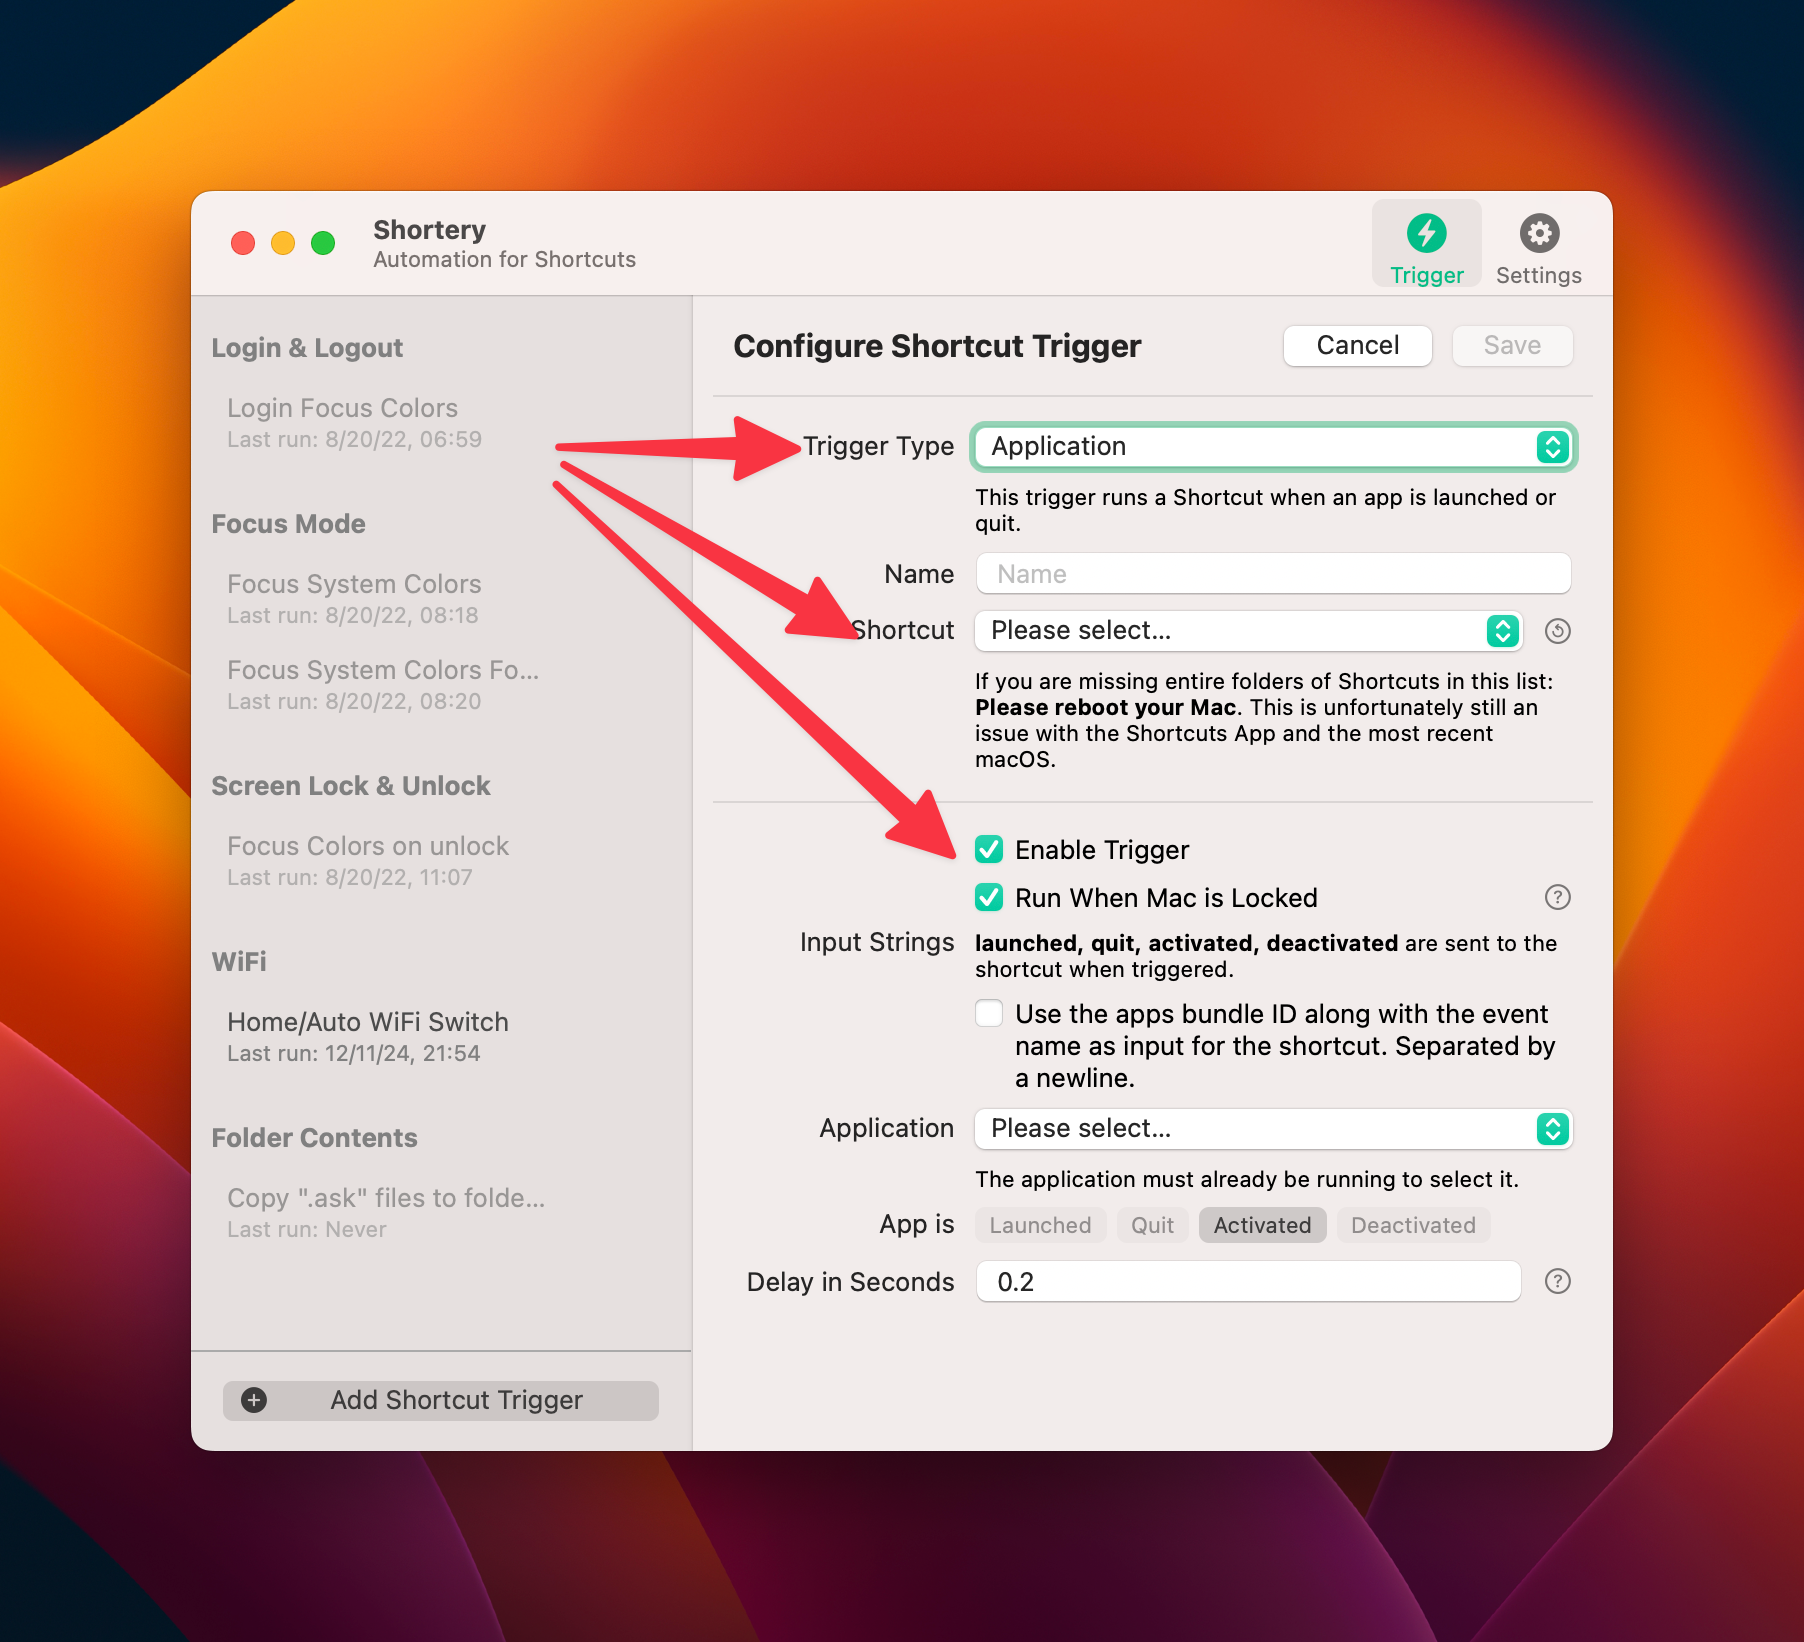 Shortery
Automation for Shortcuts
Trigger
Settings
Login & Logout
Login Focus Colors
Last run: 8/20/22, 06:59
Focus Mode
Focus System Colors
Last run: 8/20/22, 08:18
Focus System Colors Fo...
Last run: 8/20/22, 08:20
Screen Lock & Unlock
Focus Colors on unlock
Last run: 8/20/22, 11:07
WiFi
Home/Auto WiFi Switch
Last run: 12/11/24, 21:54
Folder Contents
Copy ".ask" files to folde...
Last run: Never
Add Shortcut Trigger
Configure Shortcut Trigger
Cancel
Save
Trigger Type
Application
This trigger runs a Shortcut when an app is launched or
quit.
Name
Name
Shortcut
Please select...
If you are missing entire folders of Shortcuts in this list:
Please reboot your Mac. This is unfortunately still an
issue with the Shortcuts App and the most recent
macOS.
Enable Trigger
Run When Mac is Locked
?
Input Strings
launched, quit, activated, deactivated are sent to the
shortcut when triggered.
Use the apps bundle ID along with the event
name as input for the shortcut. Separated by
a newline.
Application
Please select...
The application must already be running to select it.
App is
Launched
Quit
Activated
Deactivated
Delay in Seconds
0.2
?